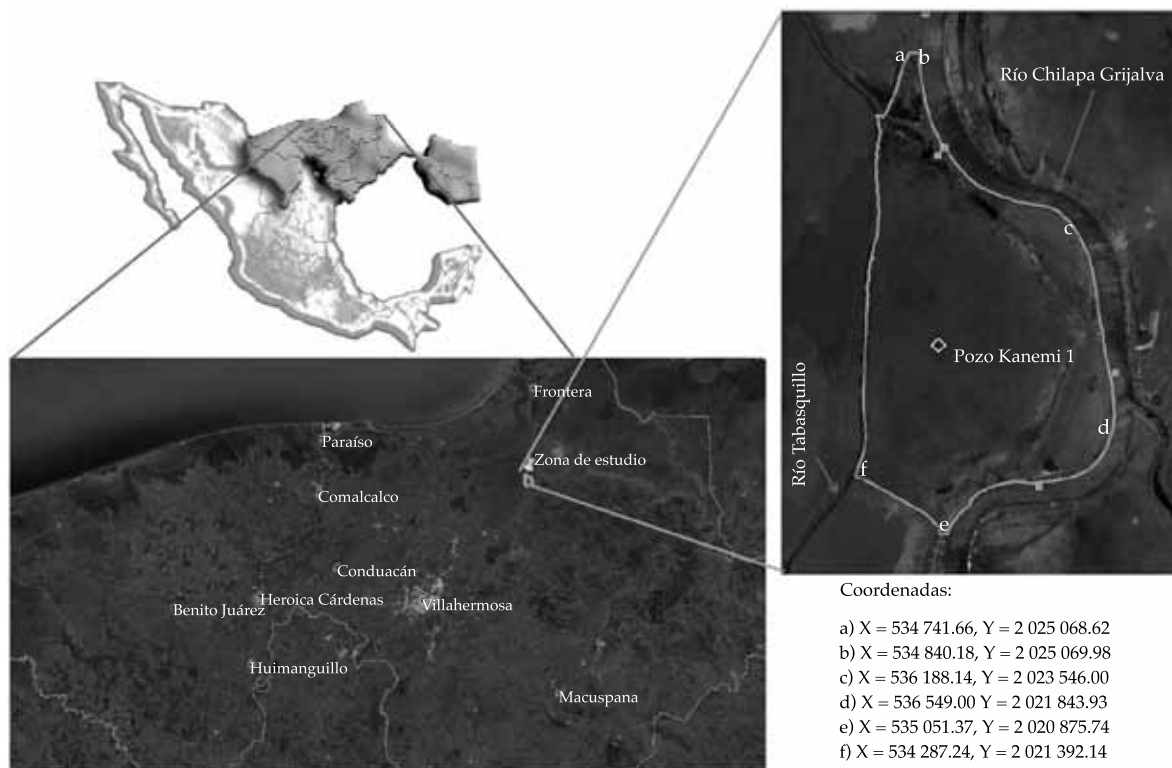 a b
Río Chilapa Grijalva
c
Pozo Kanemi 1
Río Tabasquillo
d
f
e
Frontera
Paraíso
Zona de estudio
Comalcalco
Conduacán
Benito Juárez
Heroica Cárdenas
Villahermosa
Huimanguillo
Macuspana
Coordenadas:
a) X = 534 741.66, Y = 2 025 068.62
b) X = 534 840.18, Y = 2 025 069.98
c) X = 536 188.14, Y = 2 023 546.00
d) X = 536 549.00 Y = 2 021 843.93
e) X = 535 051.37, Y = 2 020 875.74
f) X = 534 287.24, Y = 2 021 392.14